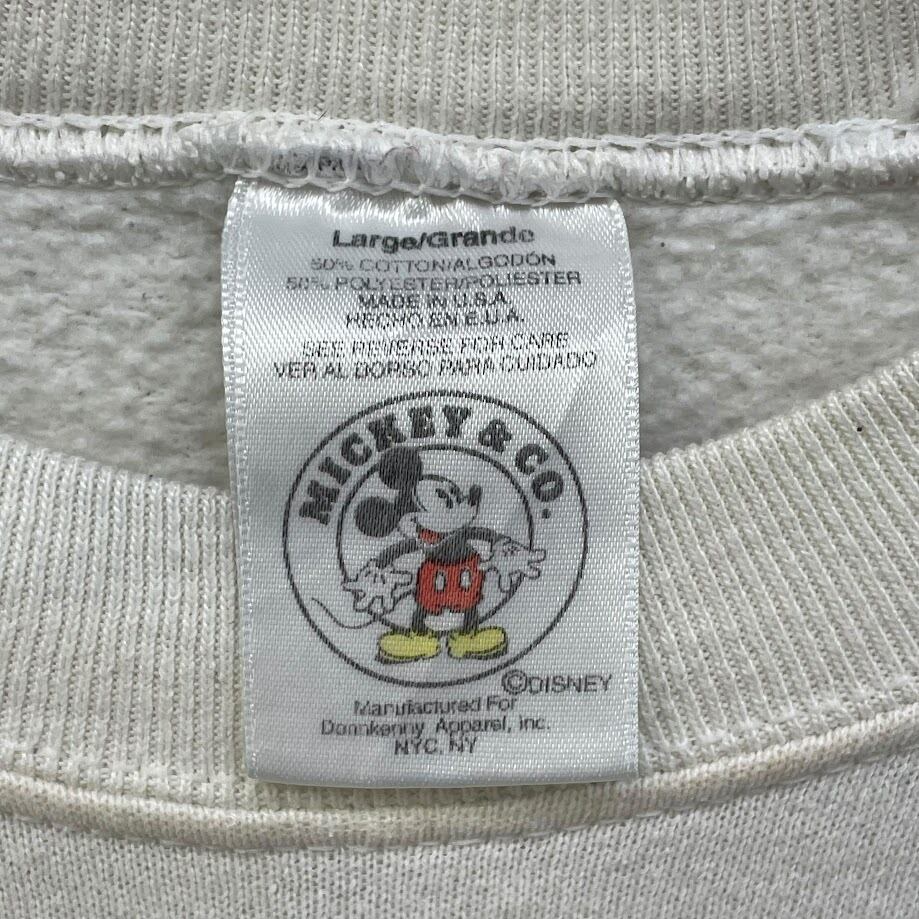 Large/Grande
50% COTTON/ALGODÓN
50% POLYESTER/POLIESTER
MADE IN U.S.A.
HECHO EN E.U.A.
SEE REVERSE FOR CARE
VER AL DORSO PARA CUIDADO
MICKEY & CO.
©DISNEY
Manufactured For
Donnkenny Apparel, Inc.
NYC, NY